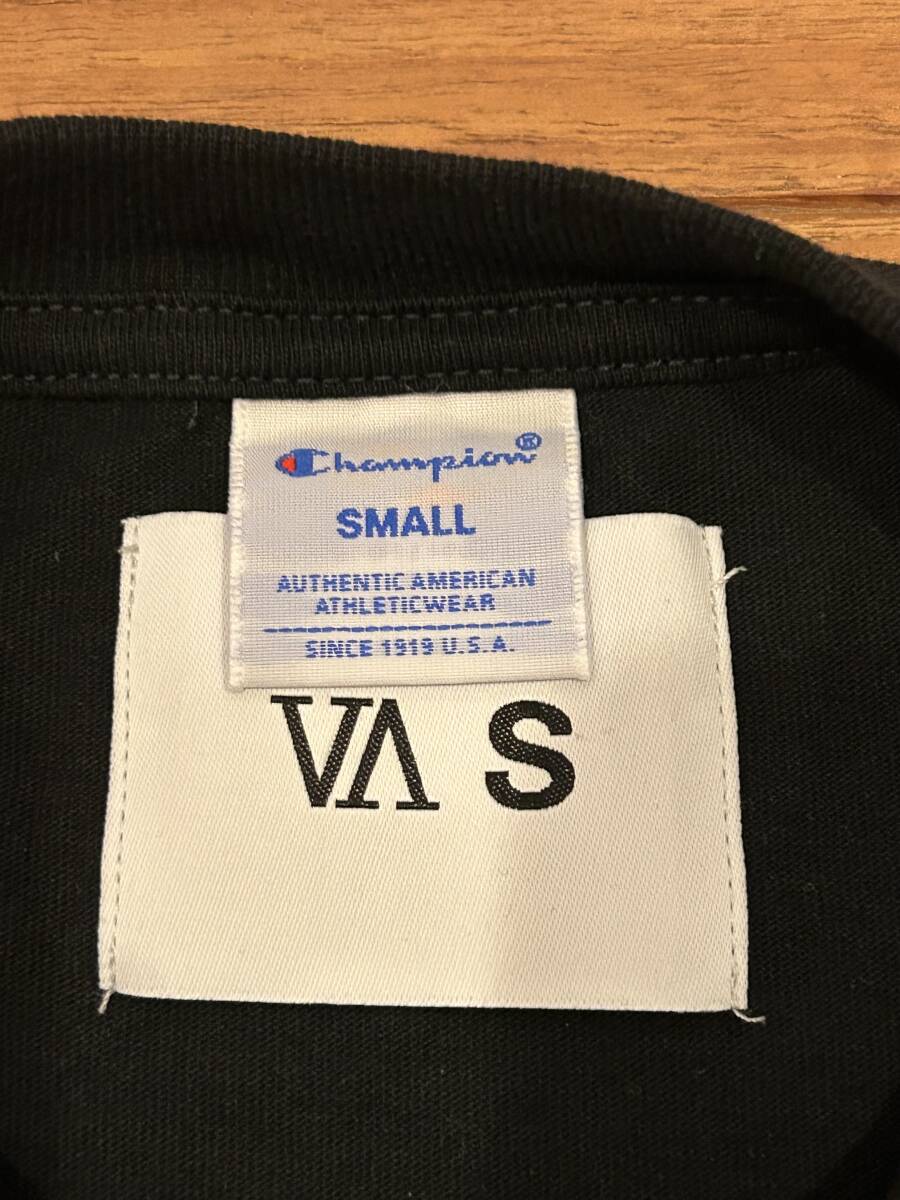 Champion®
SMALL
AUTHENTIC AMERICAN
ATHLETICWEAR
SINCE 1919 U.S.A.
VΛ S